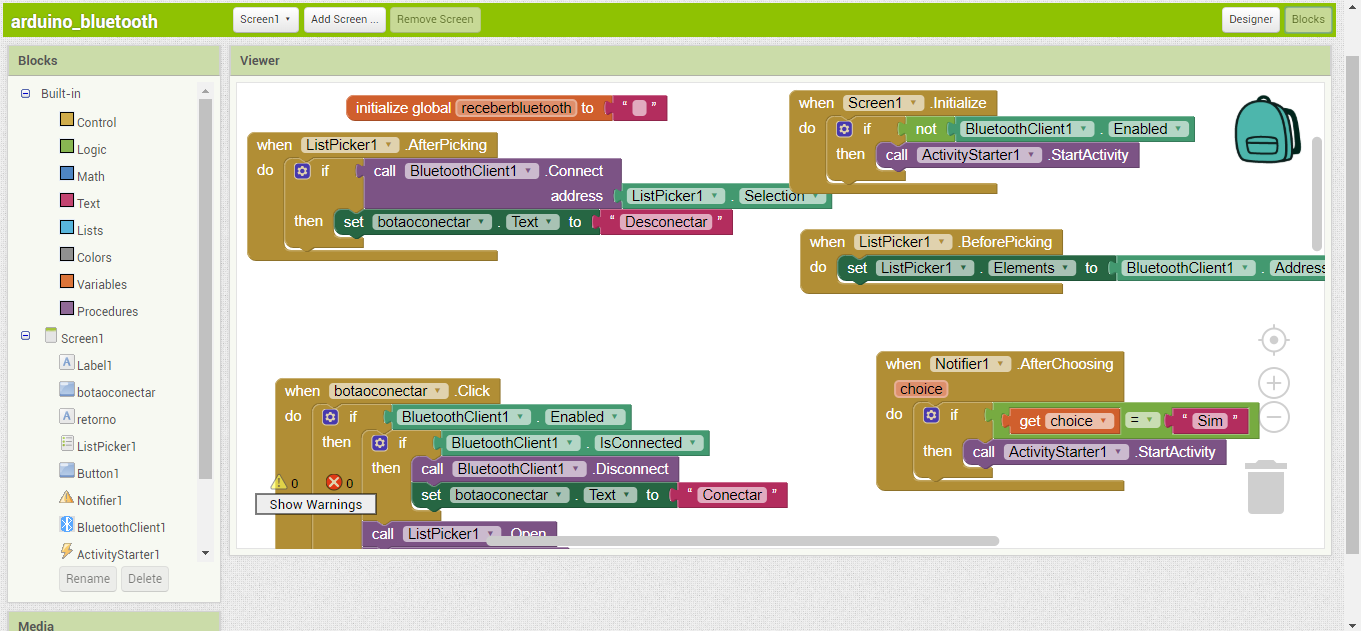 arduino_bluetooth
Screen1
Add Screen ...
Remove Screen
Designer
Blocks
Blocks
Built-in
Control
Logic
Math
Text
Lists
Colors
Variables
Procedures
Screen1
Label1
botaoconectar
retorno
ListPicker1
Button1
Notifier1
BluetoothClient1
ActivityStarter1
Rename
Delete
Media
Viewer
initialize global receberbluetooth to “ ”
when ListPicker1 .AfterPicking
do if call BluetoothClient1 .Connect
address ListPicker1 . Selection
then set botaoconectar . Text to “ Desconectar ”
when Screen1 .Initialize
do if not BluetoothClient1 . Enabled
then call ActivityStarter1 .StartActivity
when ListPicker1 .BeforePicking
do set ListPicker1 . Elements to BluetoothClient1 . Address
when botaoconectar .Click
do if BluetoothClient1 . Enabled
then if BluetoothClient1 . IsConnected
then call BluetoothClient1 .Disconnect
set botaoconectar . Text to “ Conectar ”
call ListPicker1 .Open
0 0
Show Warnings
when Notifier1 .AfterChoosing
choice
do if get choice = “ Sim ”
then call ActivityStarter1 .StartActivity